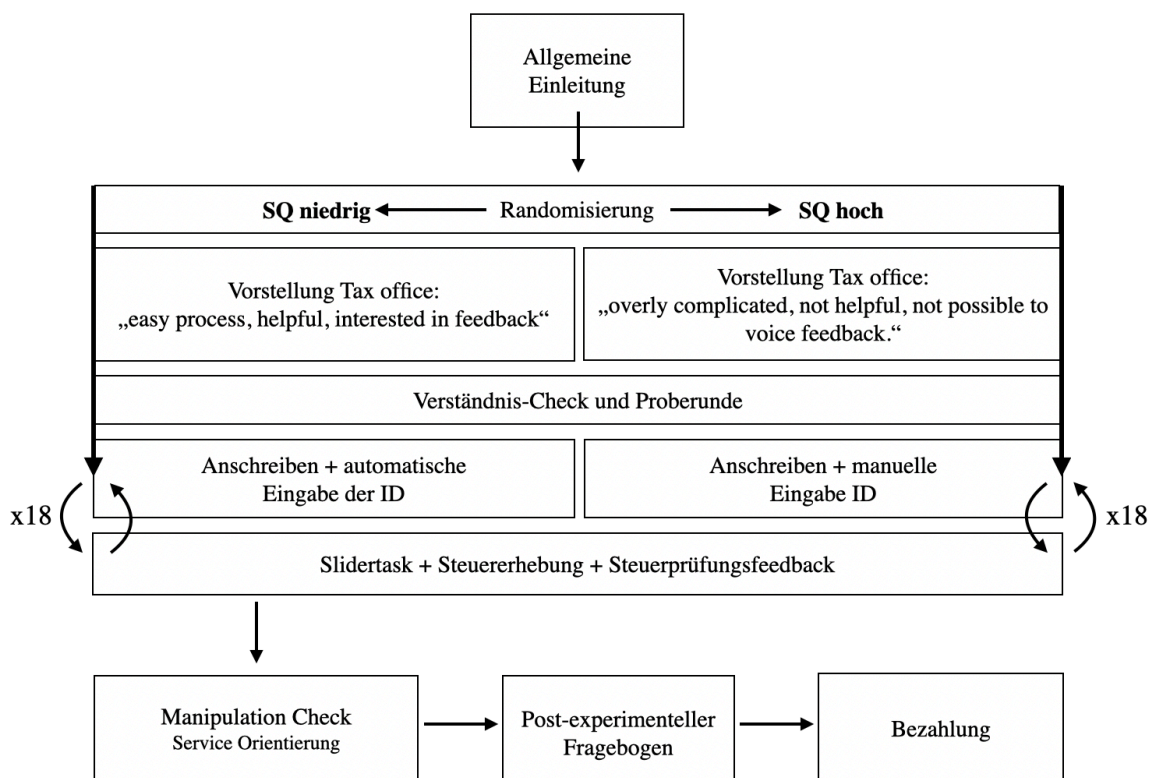 Allgemeine
Einleitung
SQ niedrig
Randomisierung
SQ hoch
Vorstellung Tax office:
„easy process, helpful, interested in feedback“
Vorstellung Tax office:
„overly complicated, not helpful, not possible to
voice feedback.“
Verständnis-Check und Proberunde
Anschreiben + automatische
Eingabe der ID
Anschreiben + manuelle
Eingabe ID
x18
x18
Slidertask + Steuererhebung + Steuerprüfungsfeedback
Manipulation Check
Service Orientierung
Post-experimenteller
Fragebogen
Bezahlung